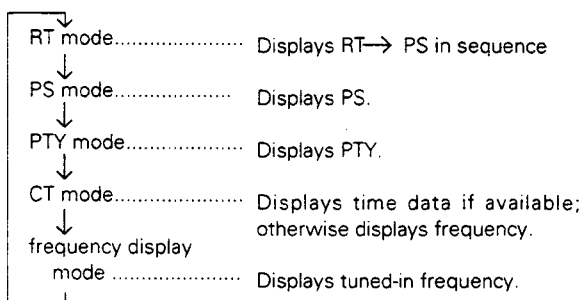 RT mode...................... Displays RT→ PS in sequence
PS mode..................... Displays PS.
PTY mode.................... Displays PTY.
CT mode...................... Displays time data if available;
otherwise displays frequency.
frequency display
mode ................... Displays tuned-in frequency.